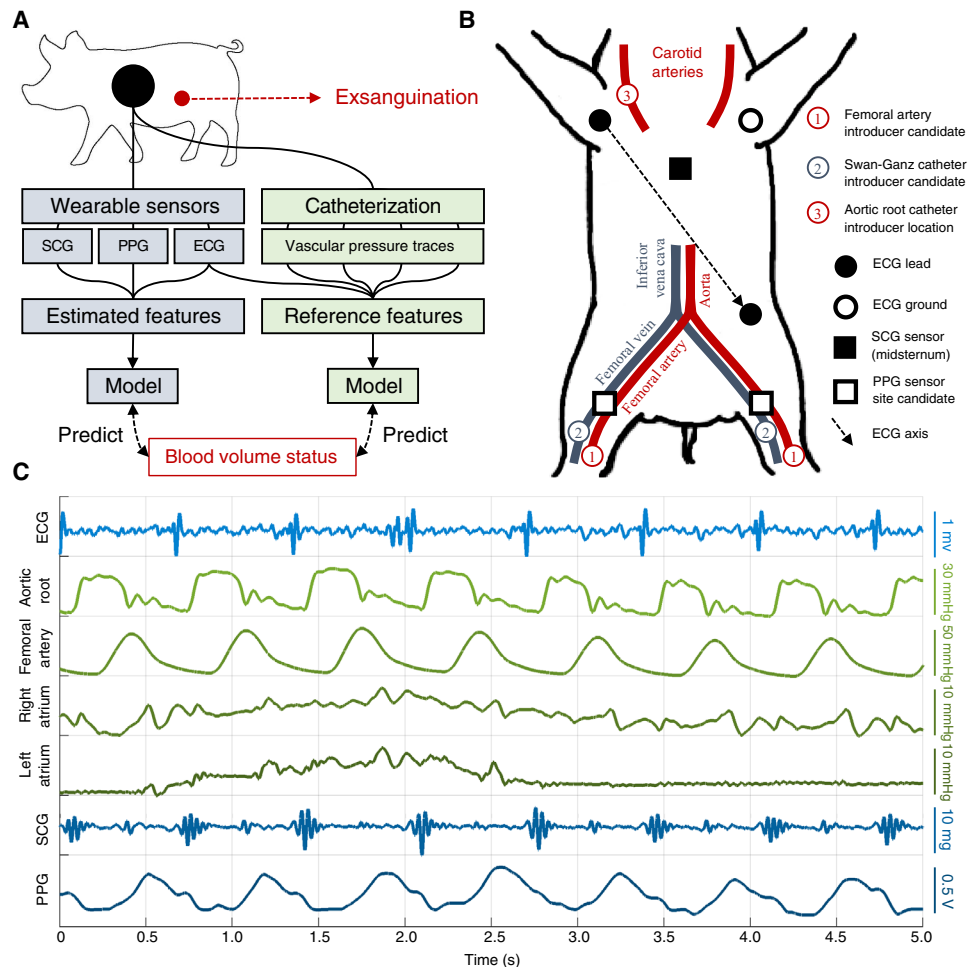 A
Exsanguination
Wearable sensors
Catheterization
SCG
PPG
ECG
Vascular pressure traces
Estimated features
Reference features
Model
Model
Predict
Predict
Blood volume status
B
Carotid
arteries
3
Inferior
vena cava
Aorta
Femoral vein
Femoral artery
2
1
2
1
1
Femoral artery
introducer candidate
2
Swan-Ganz catheter
introducer candidate
3
Aortic root catheter
introducer location
ECG lead
ECG ground
SCG sensor
(midsternum)
PPG sensor
site candidate
ECG axis
C
ECG
1 mv
Aortic
root
30 mmHg
Femoral
artery
50 mmHg
Right
atrium
10 mmHg
Left
atrium
10 mmHg
SCG
10 mg
PPG
0.5 V
0 0.5 1.0 1.5 2.0 2.5 3.0 3.5 4.0 4.5 5.0
Time (s)